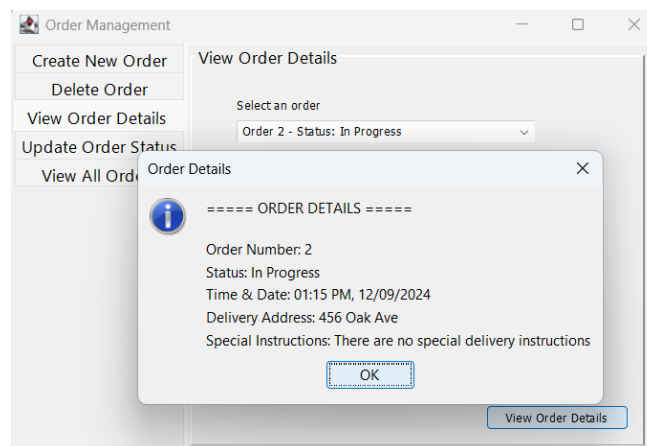 Order Management
Create New Order
Delete Order
View Order Details
Update Order Status
View All
View Order Details
Select an order
Order 2 - Status: In Progress
Order Details
===== ORDER DETAILS =====
Order Number: 2
Status: In Progress
Time & Date: 01:15 PM, 12/09/2024
Delivery Address: 456 Oak Ave
Special Instructions: There are no special delivery instructions
OK
View Order Details